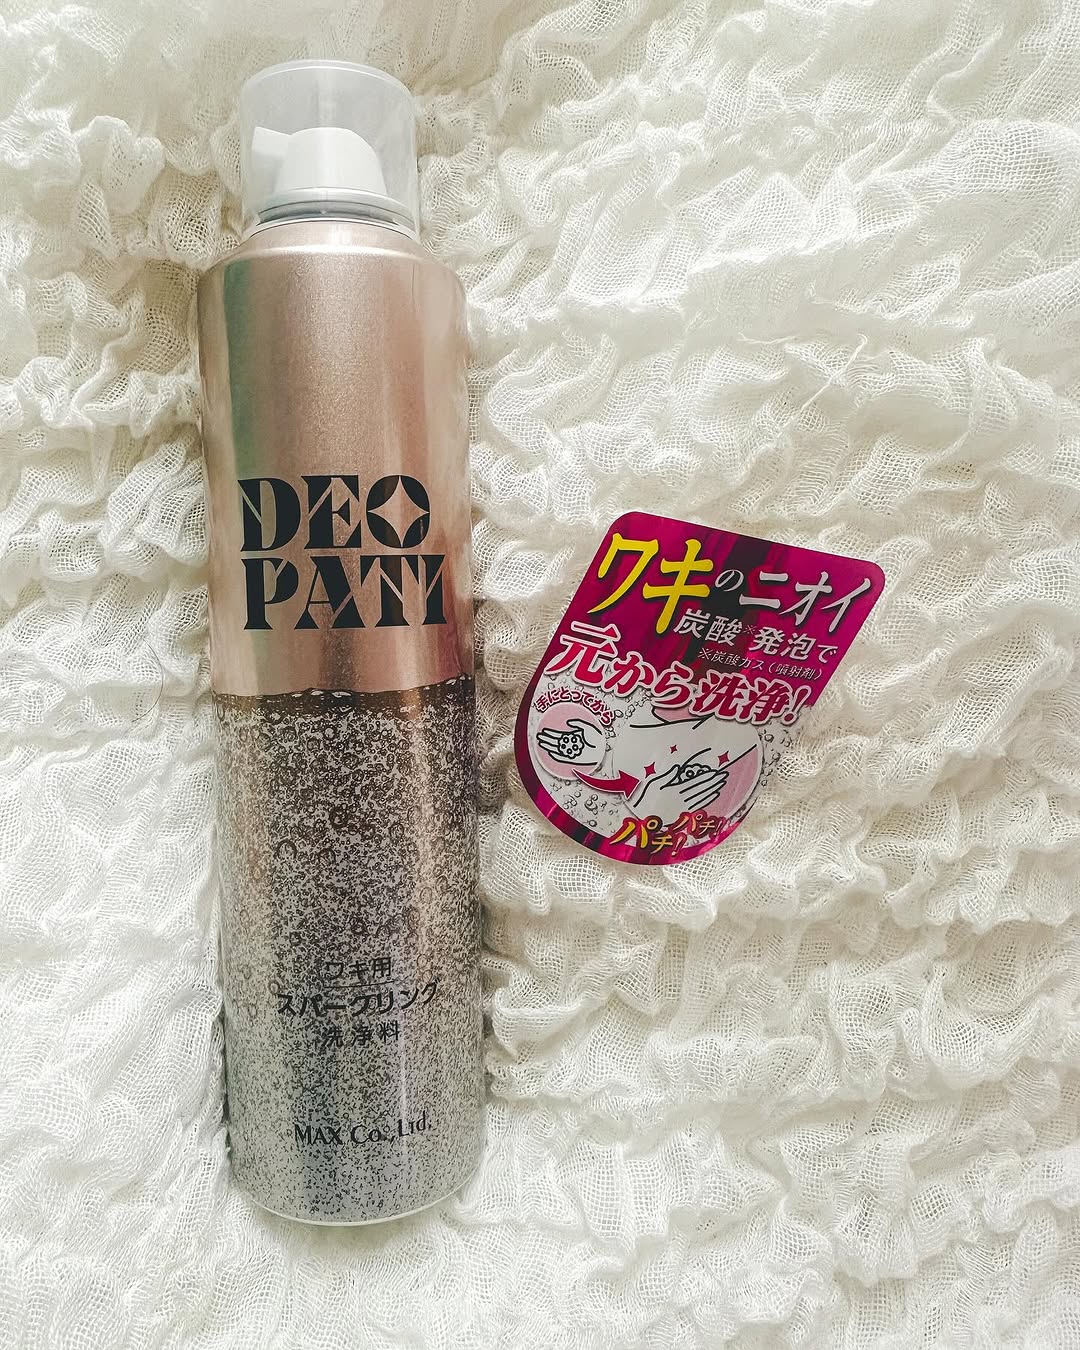 DEO
PATI
ワキ用
スパークリング
洗浄料
MAX Co.,Ltd.
ワキのニオイ
炭酸※発泡で
※炭酸ガス(噴射剤)
元から洗浄!
手にとってから
パチ!パチ!